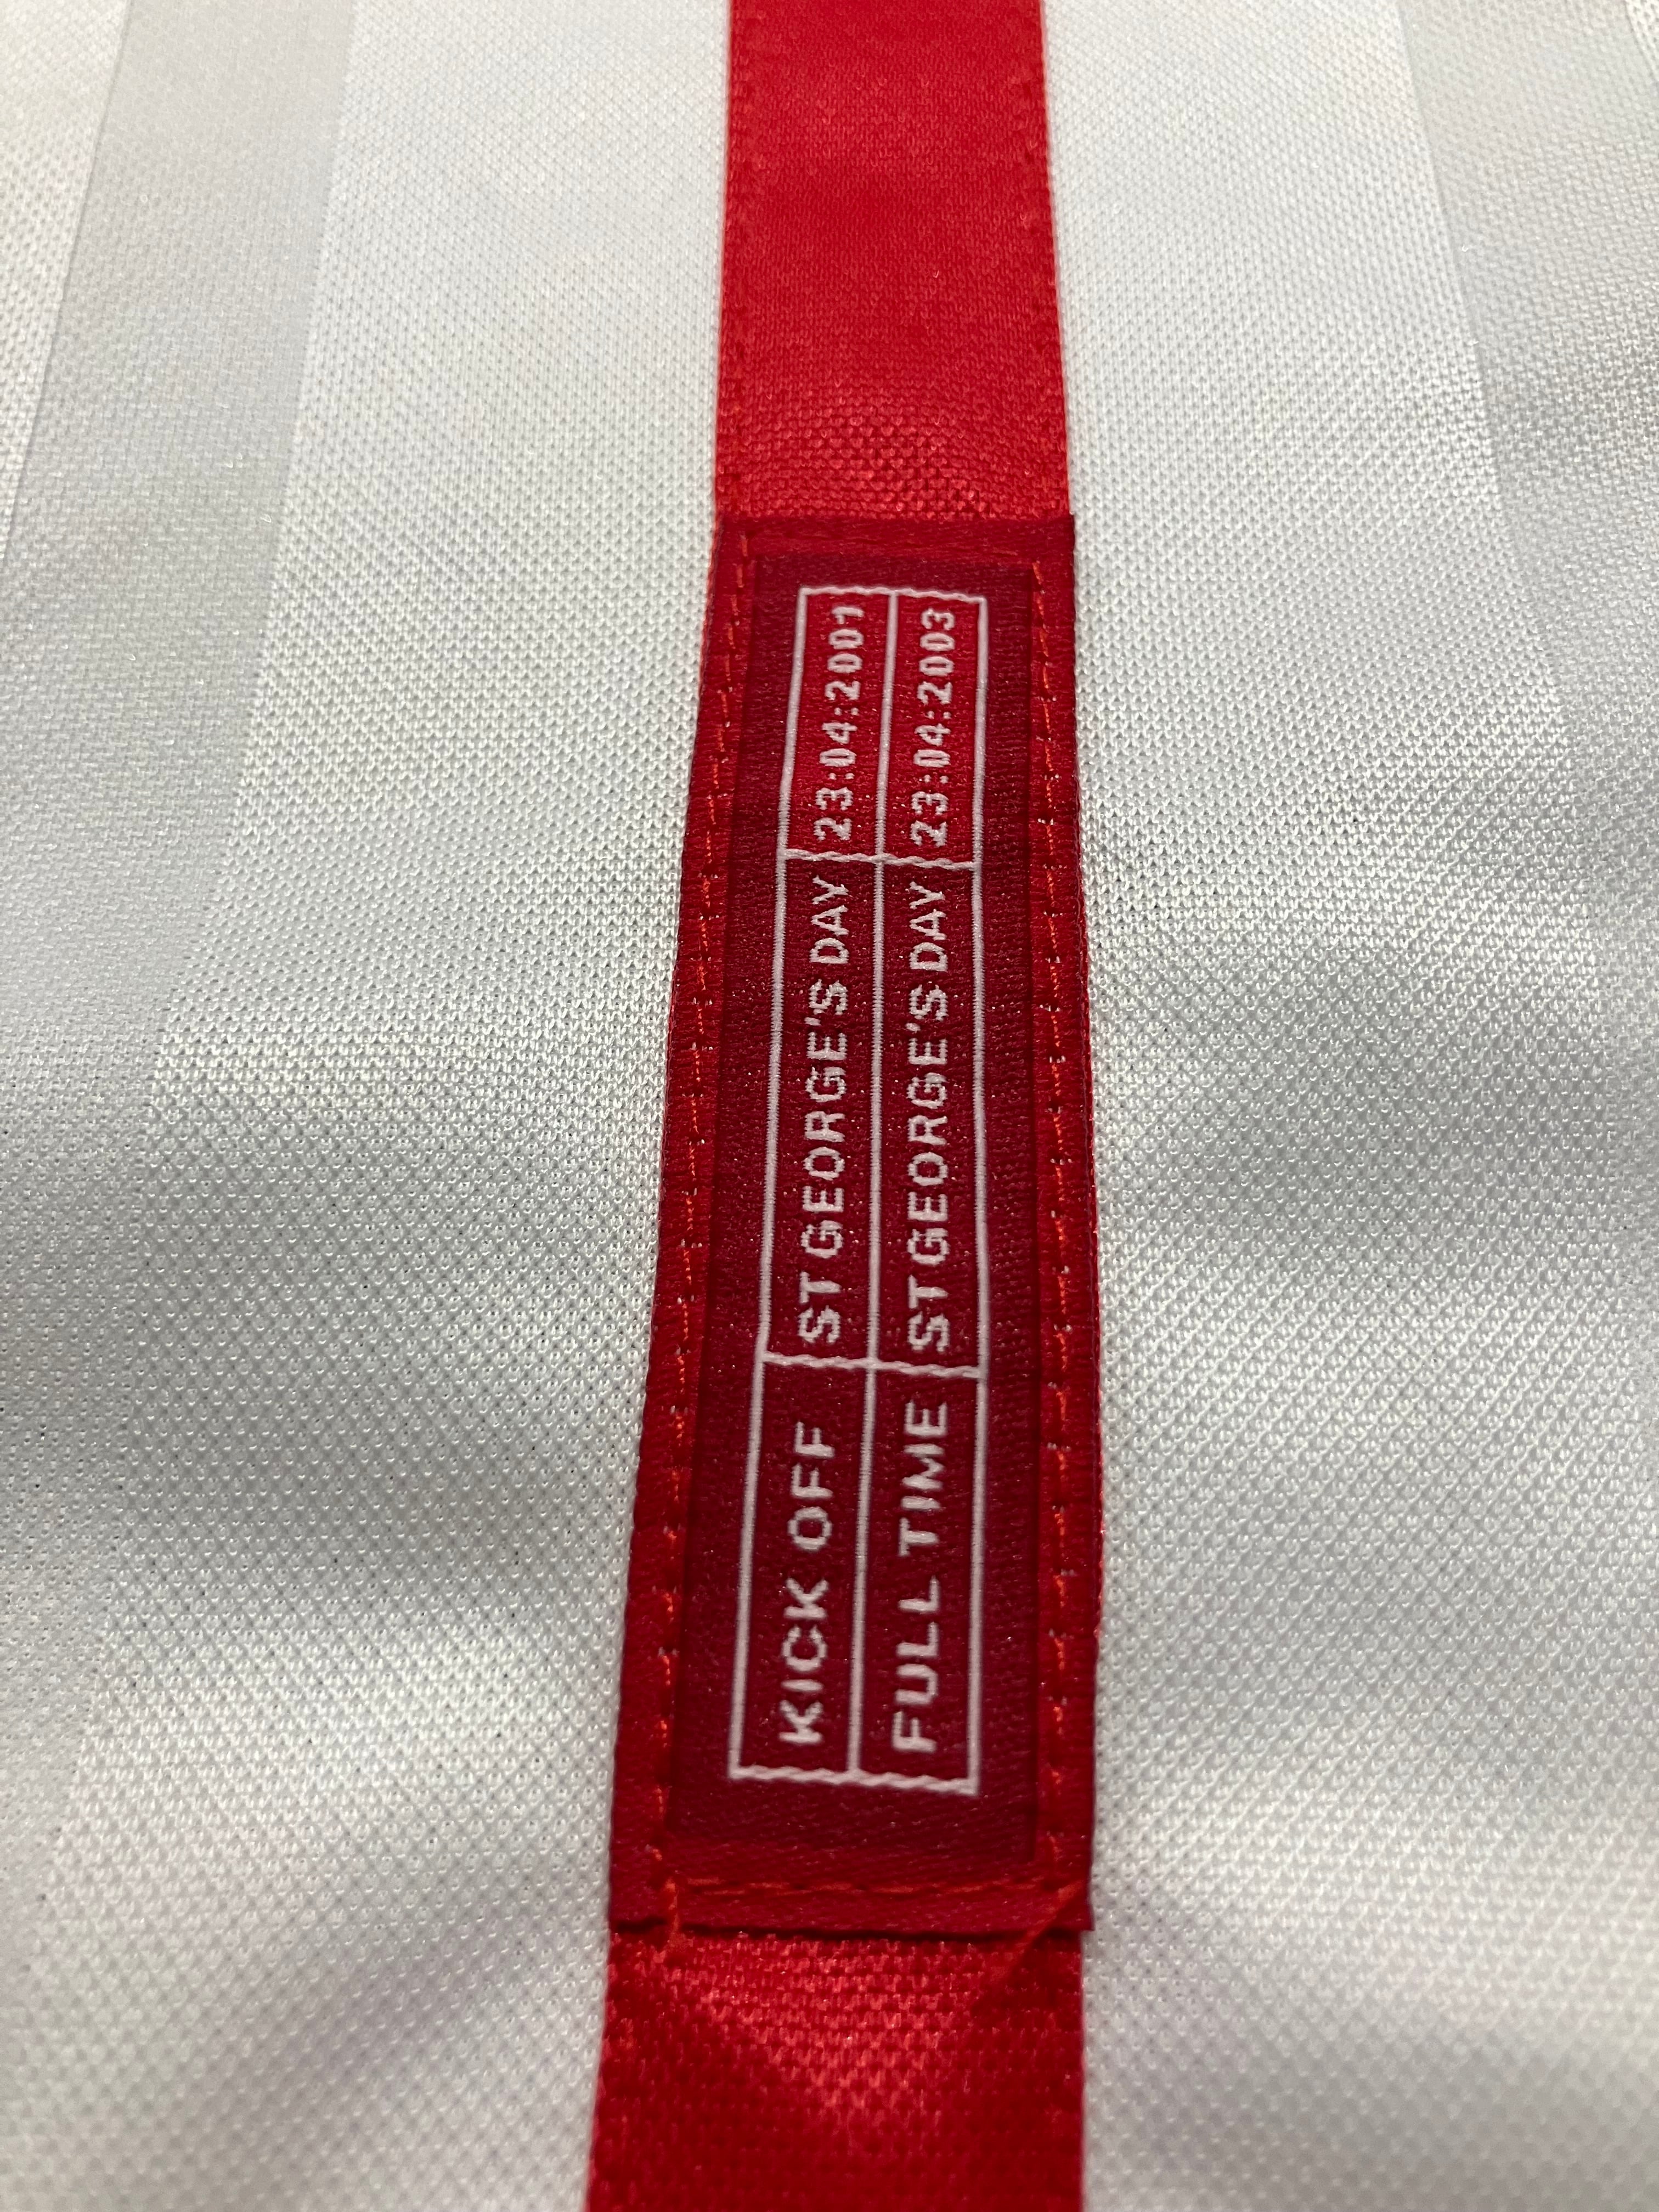 KICK OFF ST GEORGE'S DAY 23:04:2001
FULL TIME ST GEORGE'S DAY 23:04:2003